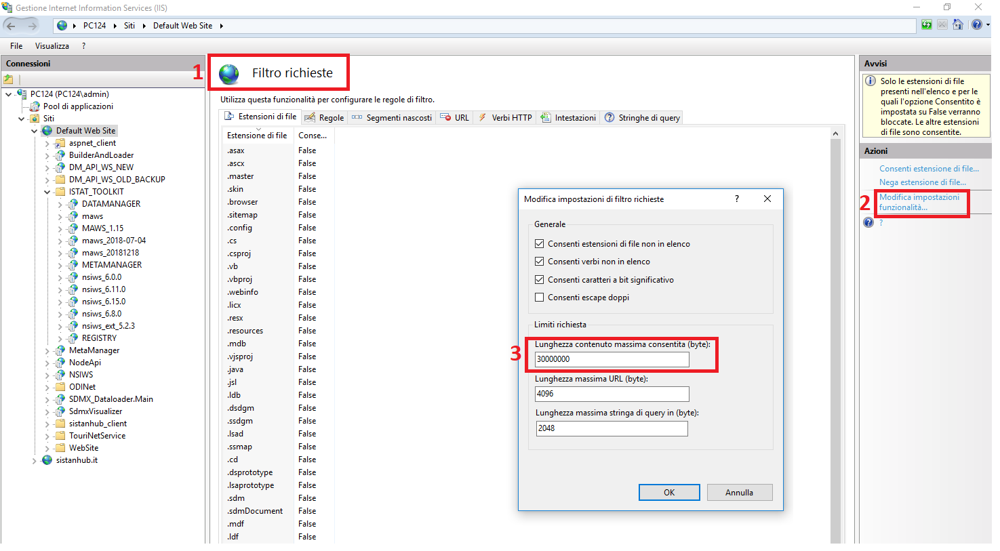 Gestione Internet Information Services (IIS)
PC124 Siti Default Web Site
File Visualizza ?
Connessioni
PC124 (PC124\admin)
Pool di applicazioni
Siti
Default Web Site
aspnet_client
BuilderAndLoader
DM_API_WS_NEW
DM_API_WS_OLD_BACKUP
ISTAT_TOOLKIT
DATAMANAGER
maws
MAWS_1.15
maws_2018-07-04
maws_20181218
METAMANAGER
nsiws_6.0.0
nsiws_6.11.0
nsiws_6.15.0
nsiws_6.8.0
nsiws_ext_5.2.3
REGISTRY
MetaManager
NodeApi
NSIWS
ODINet
SDMX_Dataloader.Main
SdmxVisualizer
sistanhub_client
TouriNetService
WebSite
sistanhub.it
1 Filtro richieste
Utilizza questa funzionalità per configurare le regole di filtro.
Estensioni di file Regole Segmenti nascosti URL Verbi HTTP Intestazioni Stringhe di query
Estensione di file Conse...
.asax False
.ascx False
.master False
.skin False
.browser False
.sitemap False
.config False
.cs False
.csproj False
.vb False
.vbproj False
.webinfo False
.licx False
.resx False
.resources False
.mdb False
.vjsproj False
.java False
.jsl False
.ldb False
.dsdgm False
.ssdgm False
.lsad False
.ssmap False
.cd False
.dsprototype False
.lsaprototype False
.sdm False
.sdmDocument False
.mdf False
.ldf False
Modifica impostazioni di filtro richieste ?
Generale
Consenti estensioni di file non in elenco
Consenti verbi non in elenco
Consenti caratteri a bit significativo
Consenti escape doppi
Limiti richiesta
3 Lunghezza contenuto massima consentita (byte):
30000000
Lunghezza massima URL (byte):
4096
Lunghezza massima stringa di query in (byte):
2048
OK Annulla
Avvisi
Solo le estensioni di file
presenti nell'elenco e per le
quali l'opzione Consentito è
impostata su False verranno
bloccate. Le altre estensioni
di file sono consentite.
Azioni
Consenti estensione di file...
Nega estensione di file...
2 Modifica impostazioni
funzionalità...
?